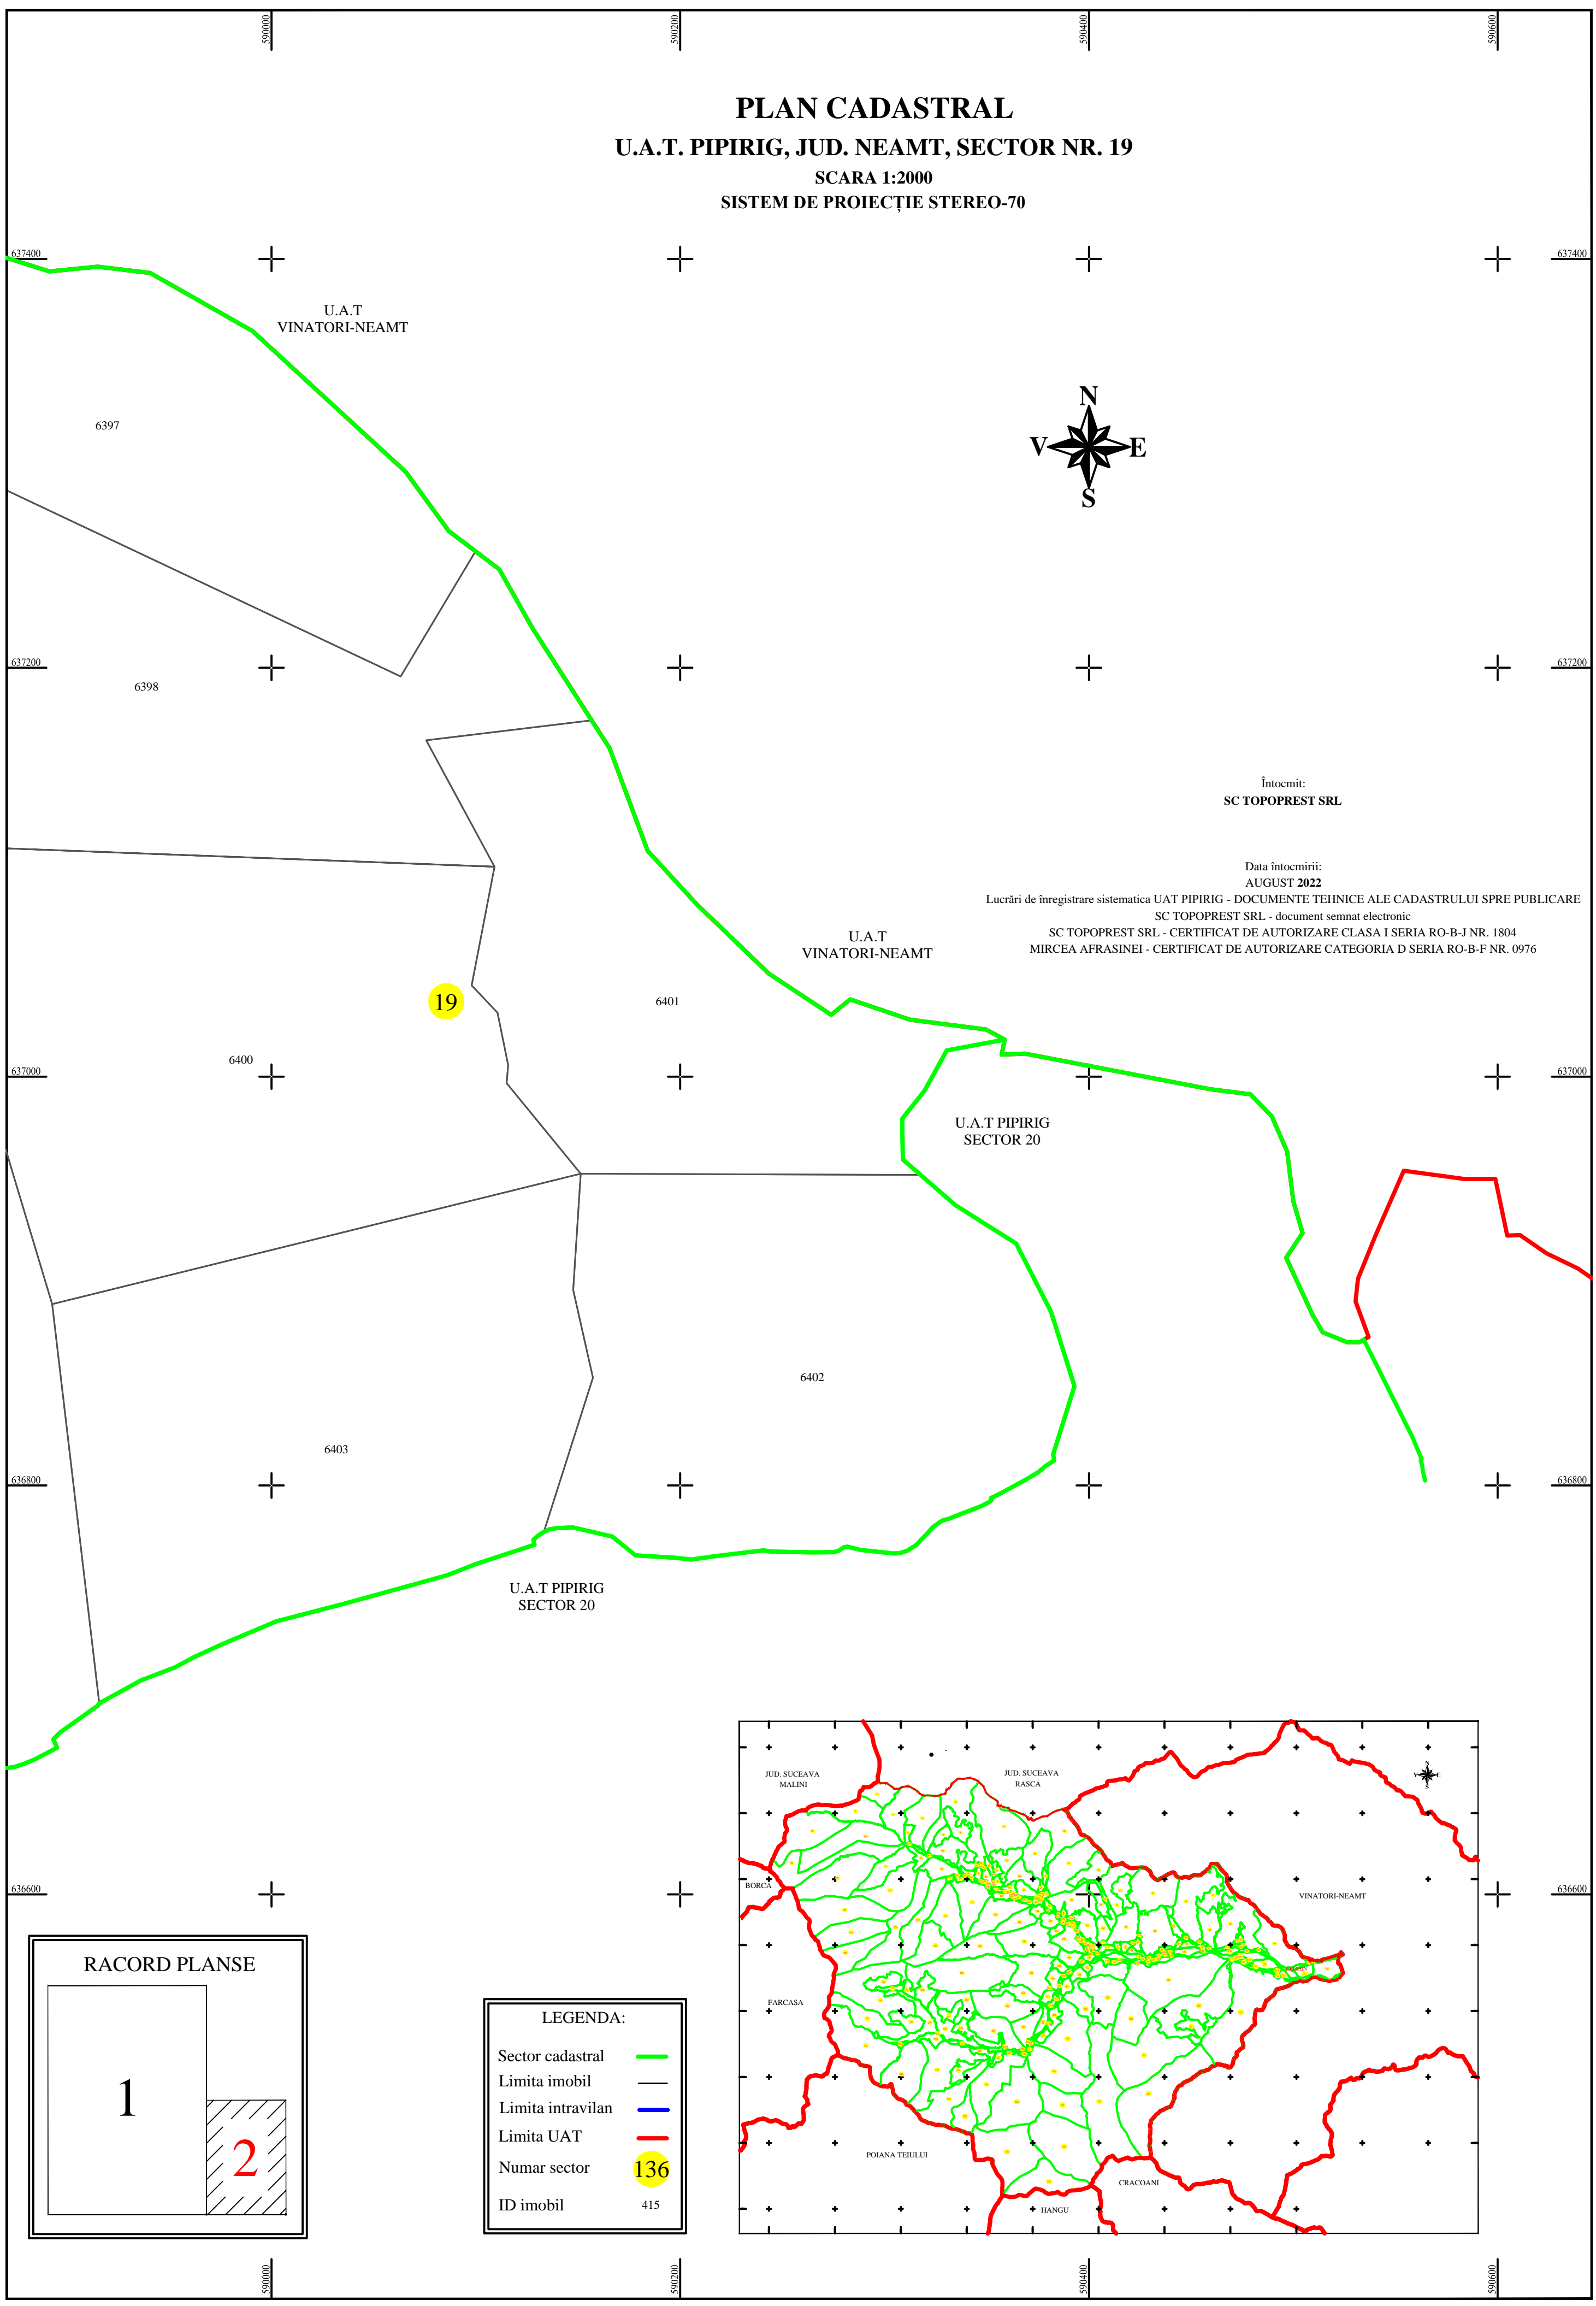 590000
590200
590400
590600
PLAN CADASTRAL
U.A.T. PIPIRIG, JUD. NEAMT, SECTOR NR. 19
SCARA 1:2000
SISTEM DE PROIECȚIE STEREO-70
637400
637400
U.A.T
VINATORI-NEAMT
6397
N
V
E
S
637200
637200
6398
Întocmit:
SC TOPOPREST SRL
Data întocmirii:
AUGUST 2022
Lucrări de înregistrare sistematica UAT PIPIRIG - DOCUMENTE TEHNICE ALE CADASTRULUI SPRE PUBLICARE
SC TOPOPREST SRL - document semnat electronic
SC TOPOPREST SRL - CERTIFICAT DE AUTORIZARE CLASA I SERIA RO-B-J NR. 1804
MIRCEA AFRASINEI - CERTIFICAT DE AUTORIZARE CATEGORIA D SERIA RO-B-F NR. 0976
U.A.T
VINATORI-NEAMT
19
6401
6400
637000
637000
U.A.T PIPIRIG
SECTOR 20
6402
6403
636800
636800
U.A.T PIPIRIG
SECTOR 20
JUD. SUCEAVA
MALINI
JUD. SUCEAVA
RASCA
N
V
E
S
BORCA
VINATORI-NEAMT
FARCASA
POIANA TEIULUI
CRACOANI
HANGU
636600
636600
RACORD PLANSE
1
2
LEGENDA:
Sector cadastral
Limita imobil
Limita intravilan
Limita UAT
Numar sector 136
ID imobil 415
590000
590200
590400
590600